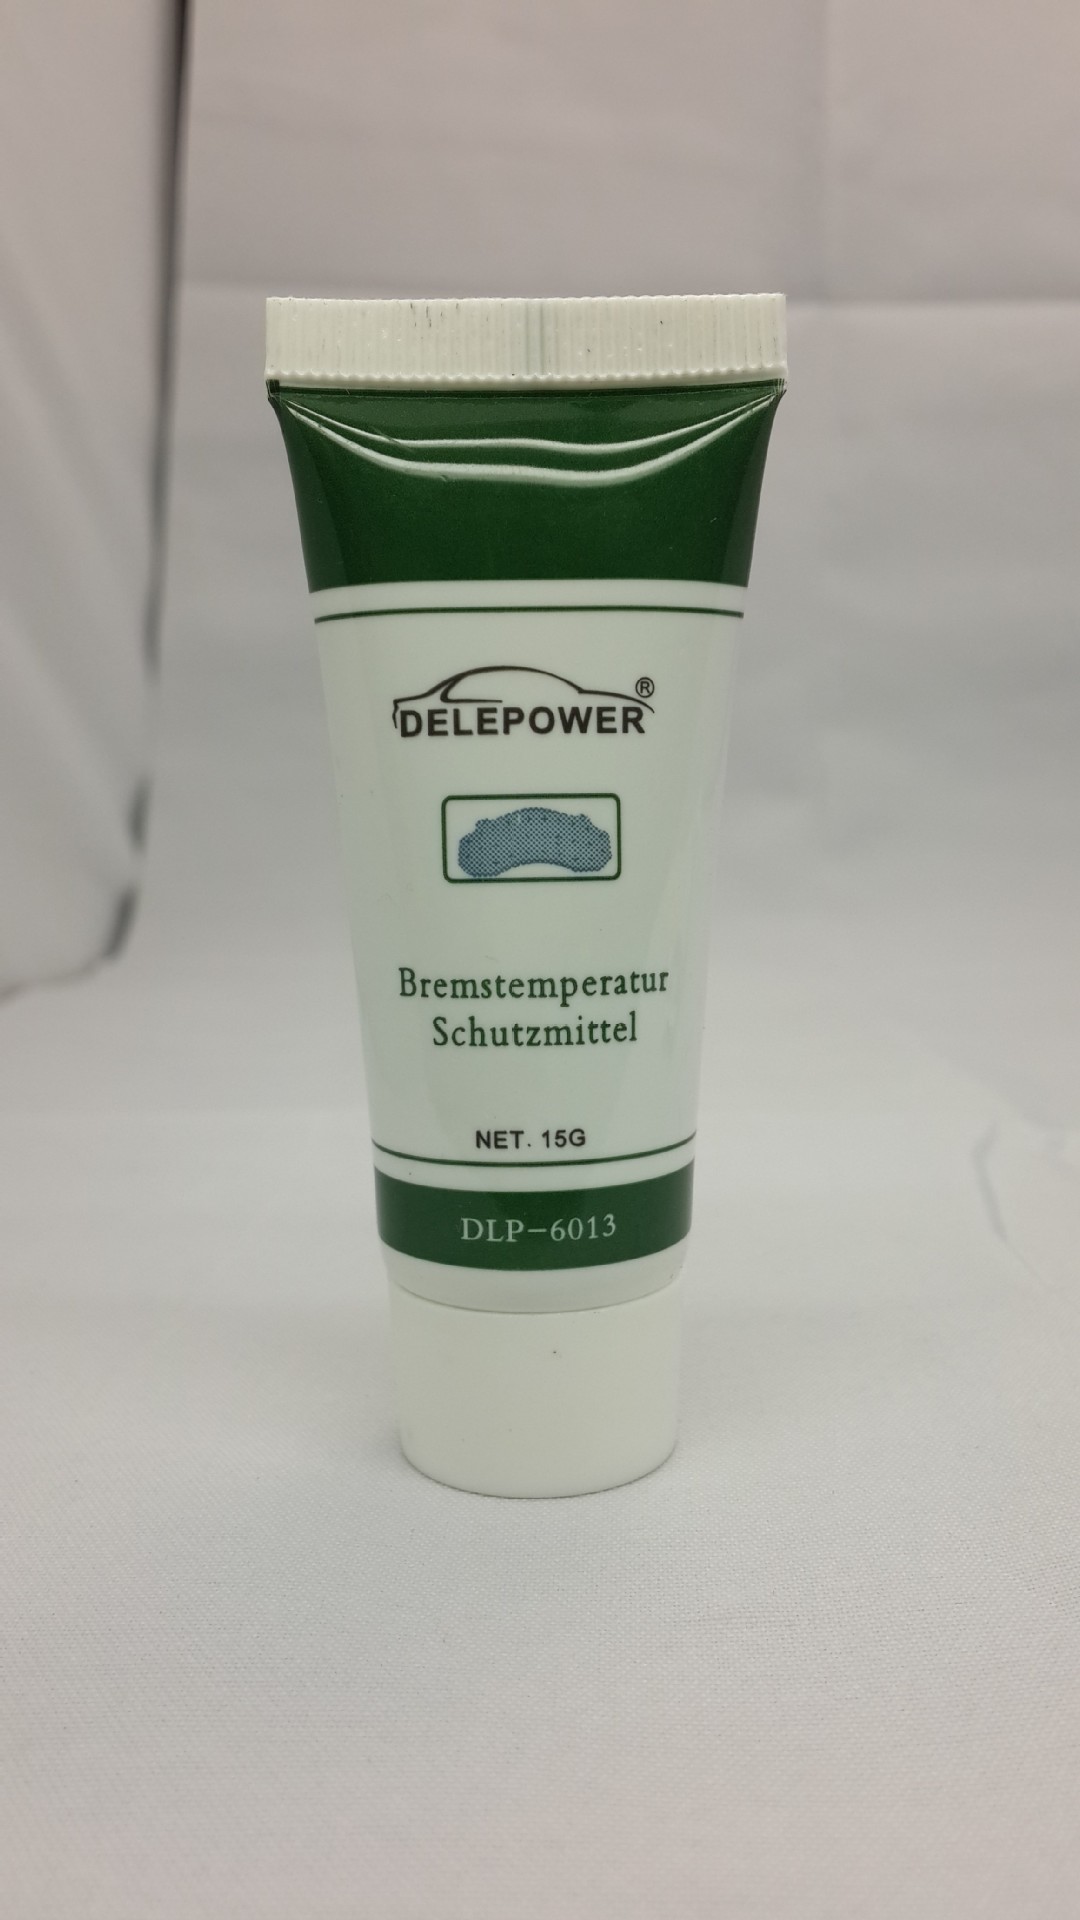 DELEPOWER®
Bremstemperatur
Schutzmittel
NET. 15G
DLP-6013